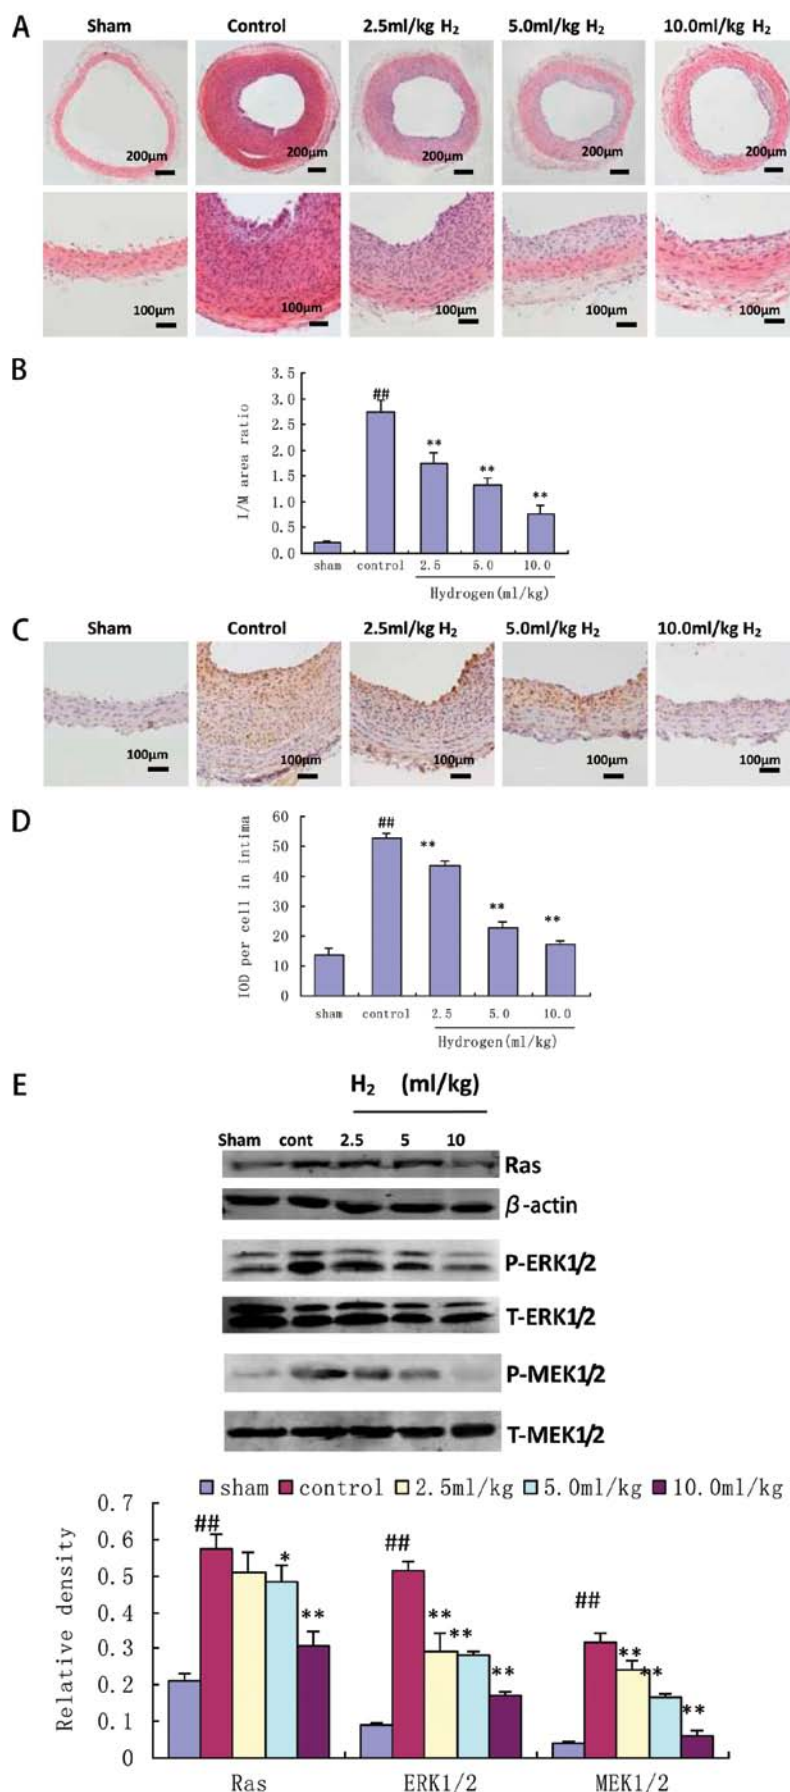 A
Sham Control 2.5ml/kg H₂ 5.0ml/kg H₂ 10.0ml/kg H₂
200μm 200μm 200μm 200μm 200μm
100μm 100μm 100μm 100μm 100μm
B
I/M area ratio
3.5
3.0
2.5
2.0
1.5
1.0
0.5
0.0
##
**
**
**
sham control 2.5 5.0 10.0
Hydrogen(ml/kg)
C
Sham Control 2.5ml/kg H₂ 5.0ml/kg H₂ 10.0ml/kg H₂
100μm 100μm 100μm 100μm 100μm
D
IOD per cell in intima
60
50
40
30
20
10
0
##
**
**
**
sham control 2.5 5.0 10.0
Hydrogen(ml/kg)
E
H₂ (ml/kg)
Sham cont 2.5 5 10
Ras
β-actin
P-ERK1/2
T-ERK1/2
P-MEK1/2
T-MEK1/2
sham control 2.5ml/kg 5.0ml/kg 10.0ml/kg
Relative density
0.7
0.6
0.5
0.4
0.3
0.2
0.1
0
## * **
## ** ** **
## ** ** **
Ras ERK1/2 MEK1/2